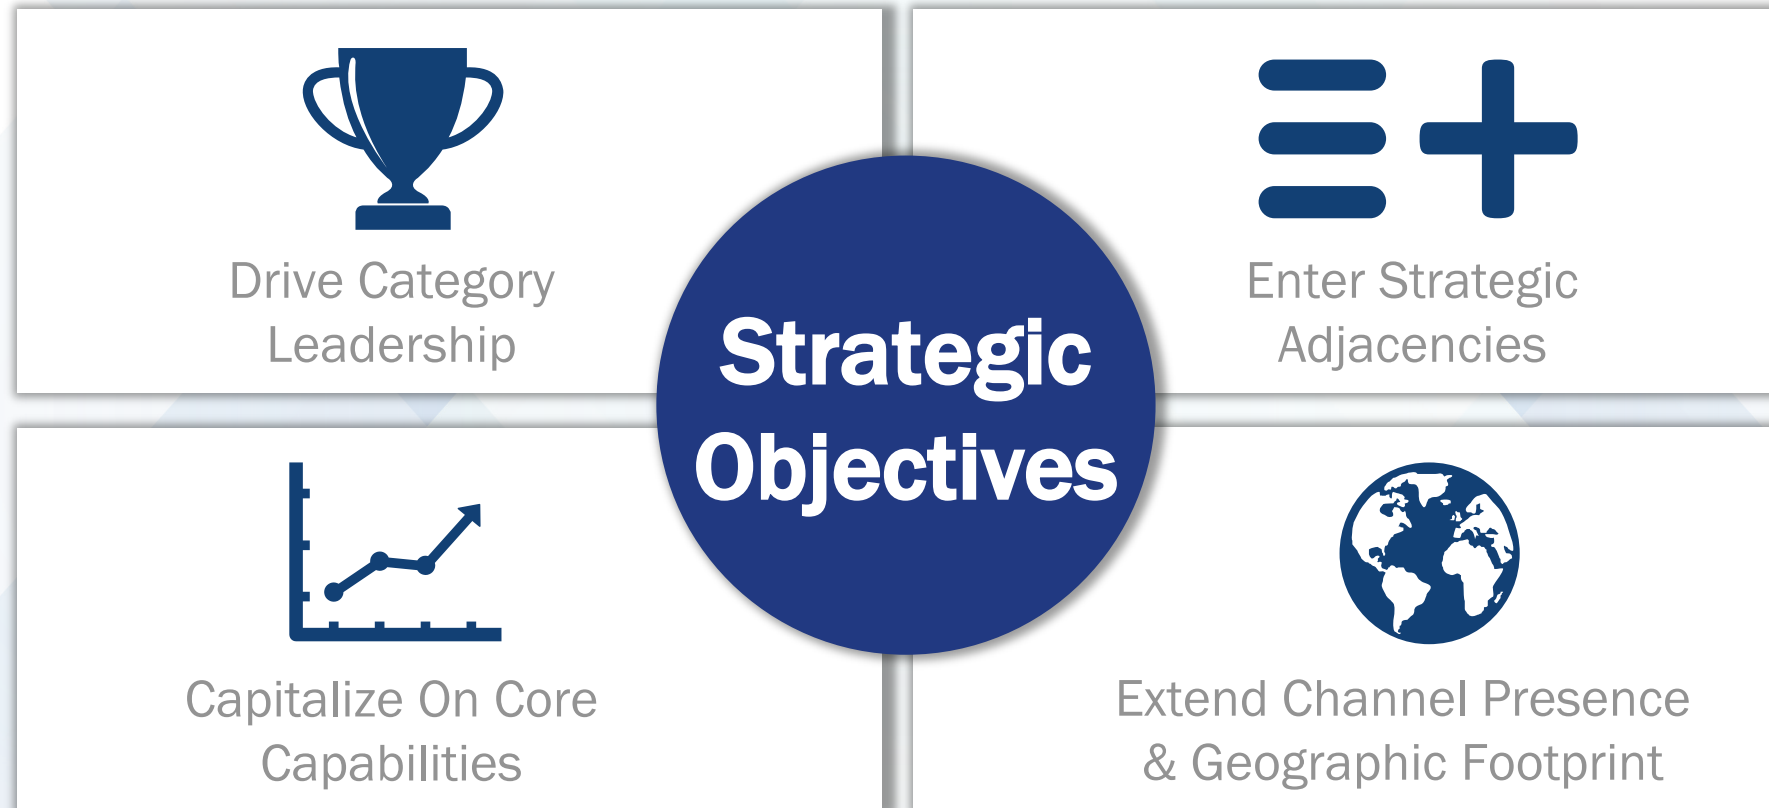 Drive Category
Leadership
Enter Strategic
Adjacencies
Strategic
Objectives
Capitalize On Core
Capabilities
Extend Channel Presence
& Geographic Footprint